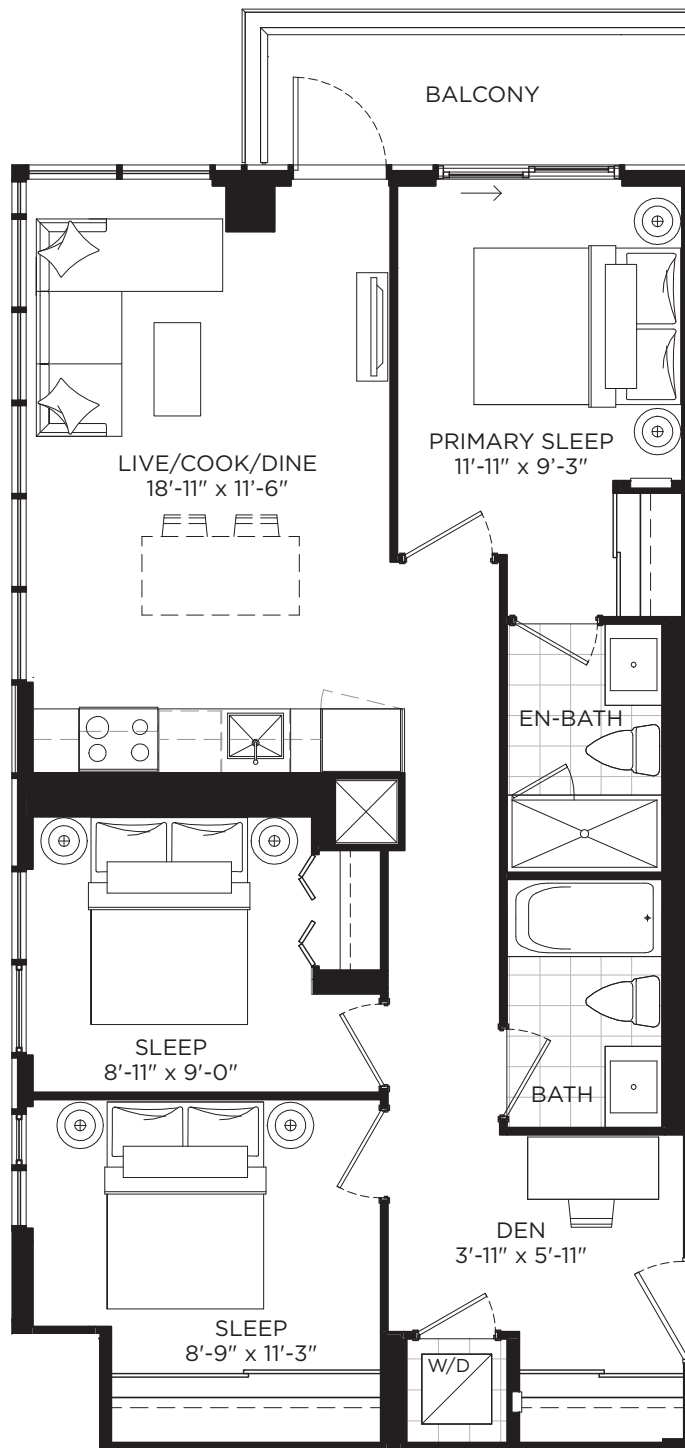 BALCONY
PRIMARY SLEEP
11'-11" x 9’-3"
LIVE/COOK/DINE
18'-11" x 11’-6"
EN-BATH
SLEEP
8'-11" x 9'-0"
BATH
DEN
3'-11" x 5'-11"
SLEEP
8'-9" x 11'-3"
W/D